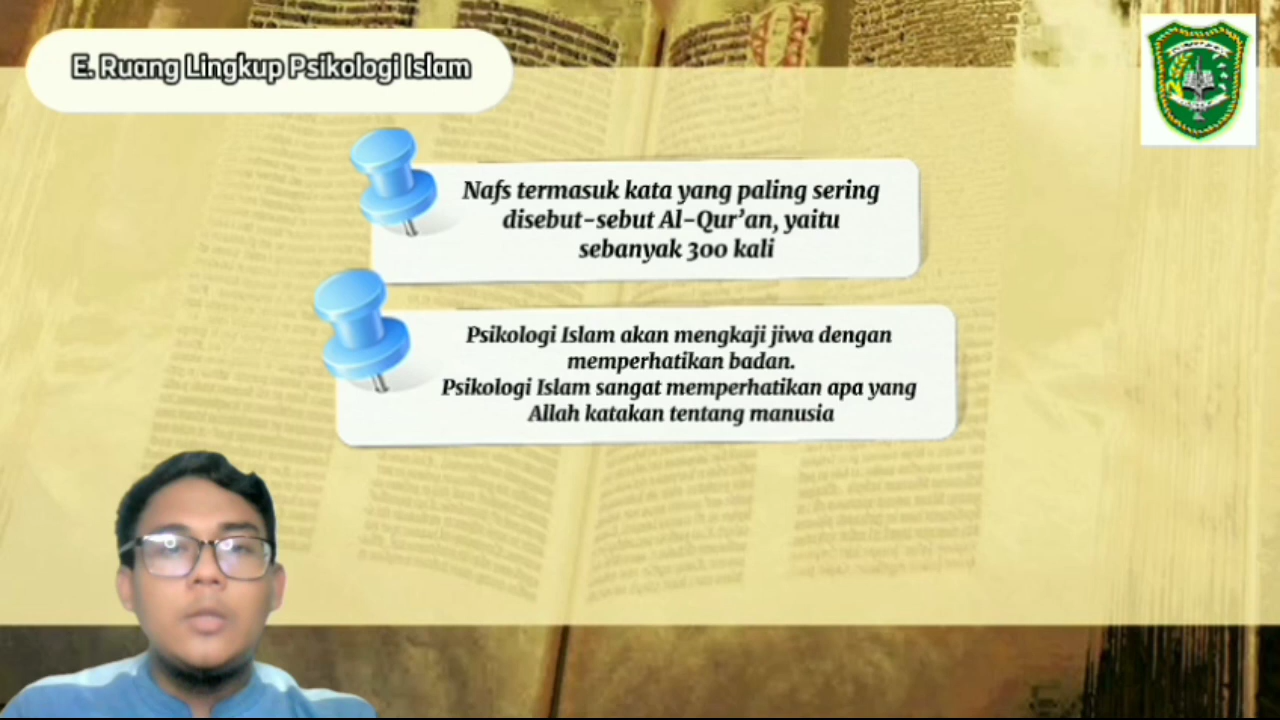 E. Ruang Lingkup Psikologi Islam
Nafs termasuk kata yang paling sering
disebut-sebut Al-Qur'an, yaitu
sebanyak 300 kali
Psikologi Islam akan mengkaji jiwa dengan
memperhatikan badan.
Psikologi Islam sangat memperhatikan apa yang
Allah katakan tentang manusia